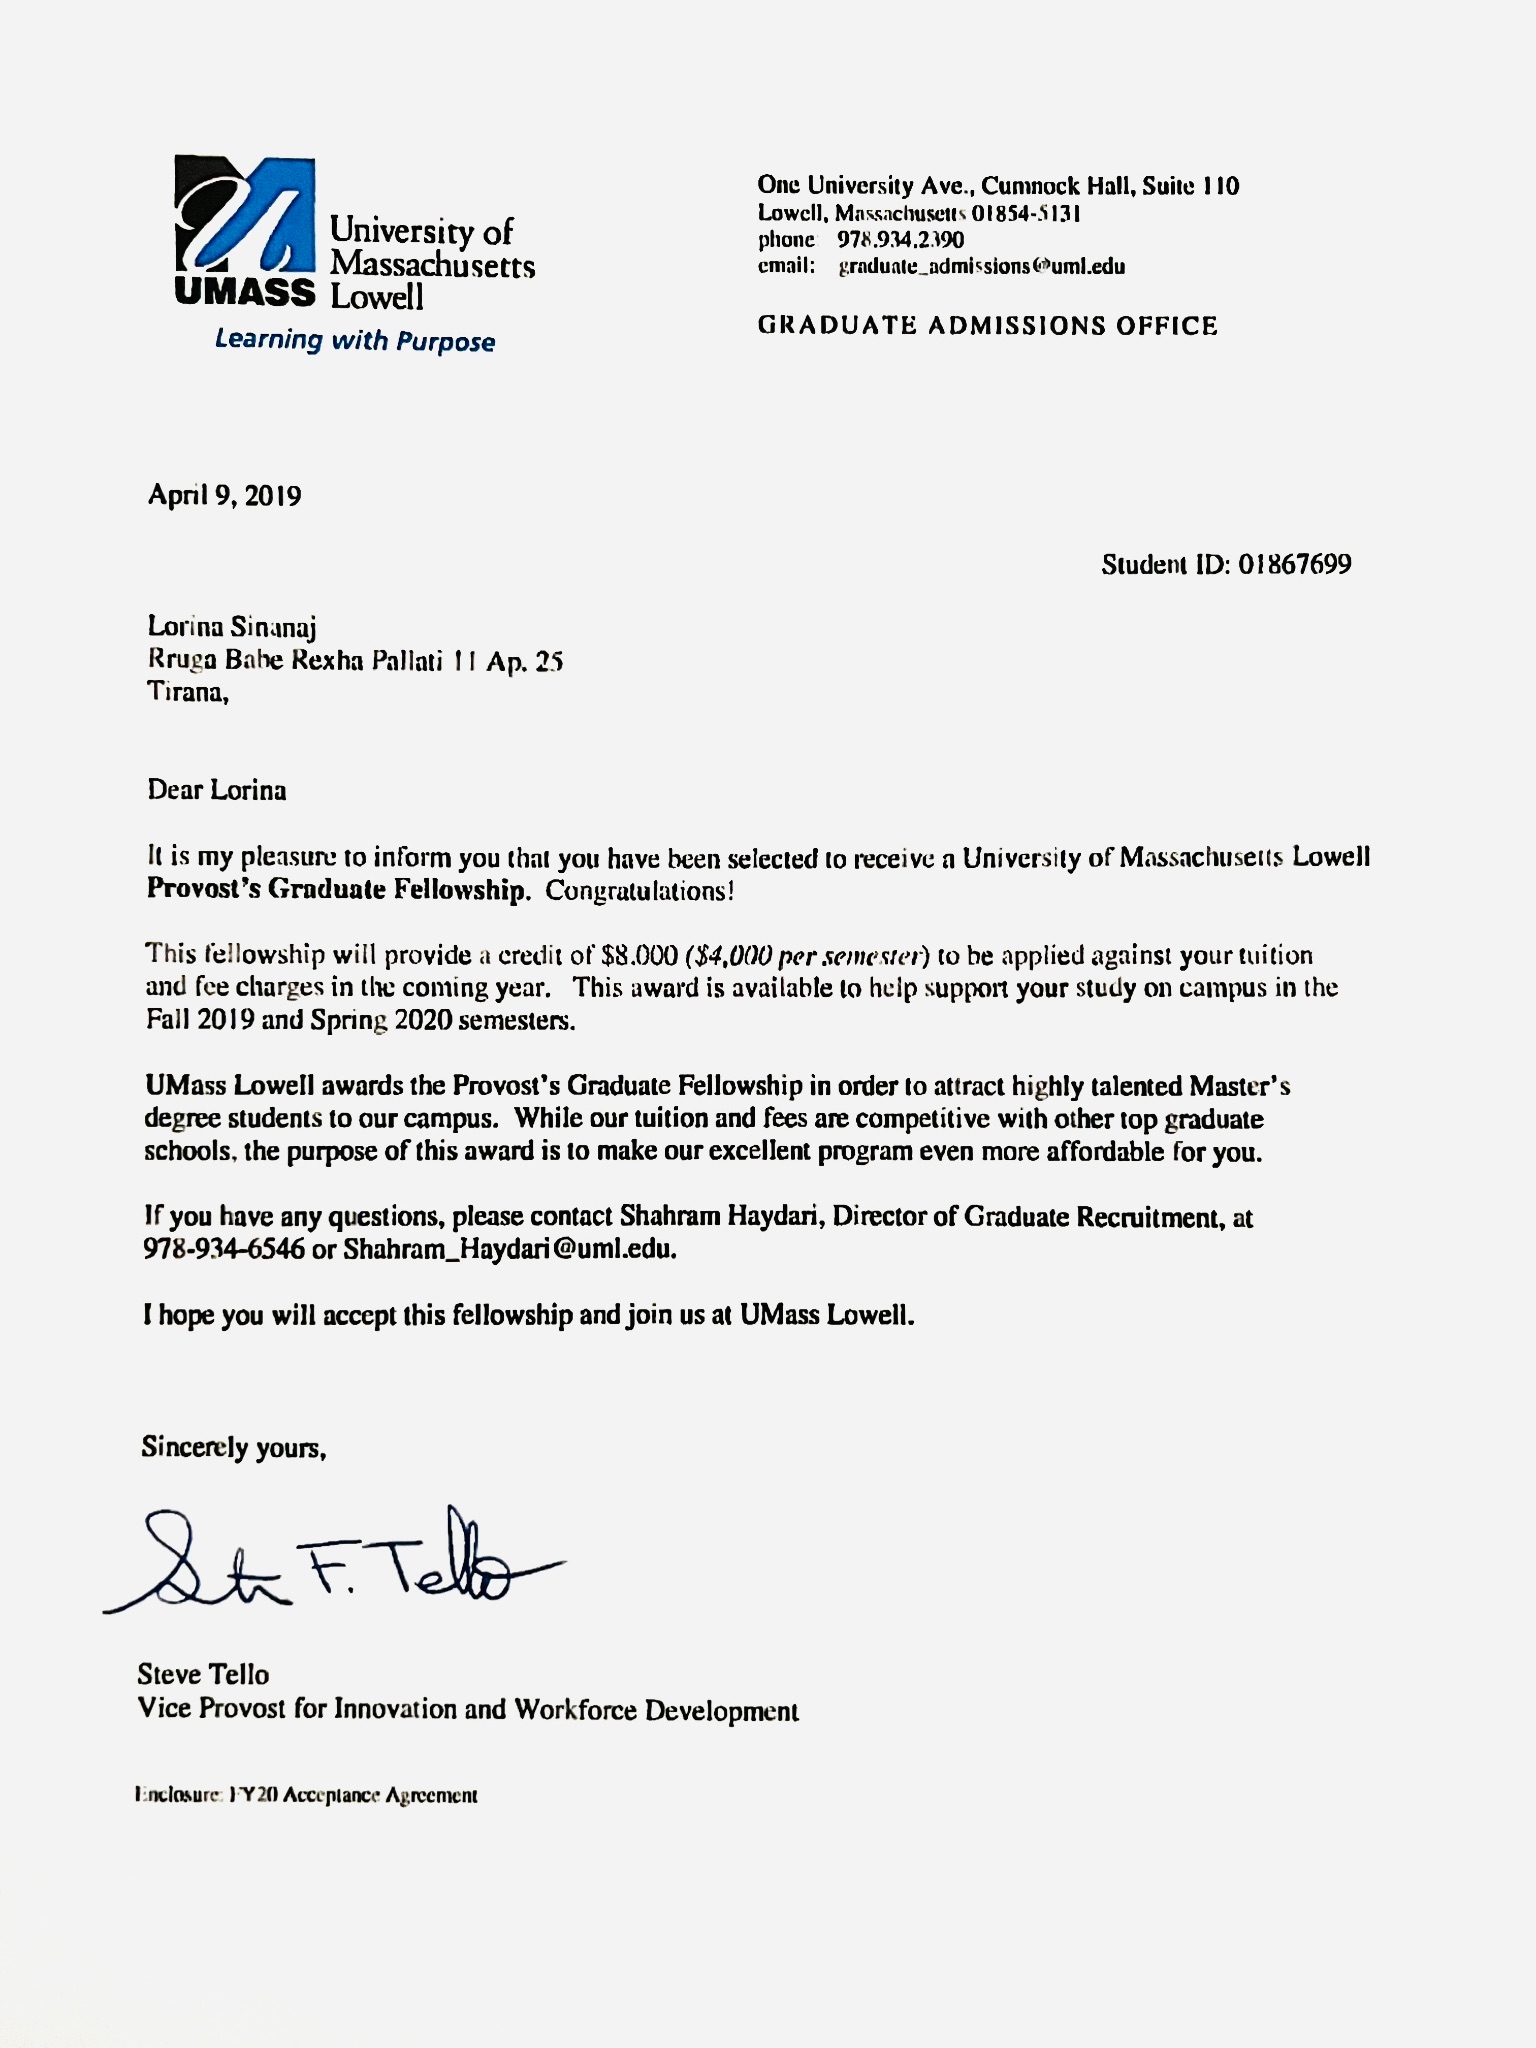 UMASS
University of
Massachusetts
Lowell
Learning with Purpose
One University Ave., Cumnock Hall, Suite 110
Lowell, Massachusetts 01854-5131
phone: 978.934.2390
email: graduate_admissions@uml.edu
GRADUATE ADMISSIONS OFFICE
April 9, 2019
Student ID: 01867699
Lorina Sinanaj
Rruga Babe Rexha Pallati 11 Ap. 25
Tirana,
Dear Lorina
It is my pleasure to inform you that you have been selected to receive a University of Massachusetts Lowell
Provost's Graduate Fellowship. Congratulations!
This fellowship will provide a credit of $8,000 ($4,000 per semester) to be applied against your tuition
and fee charges in the coming year. This award is available to help support your study on campus in the
Fall 2019 and Spring 2020 semesters.
UMass Lowell awards the Provost's Graduate Fellowship in order to attract highly talented Master's
degree students to our campus. While our tuition and fees are competitive with other top graduate
schools, the purpose of this award is to make our excellent program even more affordable for you.
If you have any questions, please contact Shahram Haydari, Director of Graduate Recruitment, at
978-934-6546 or Shahram_Haydari@uml.edu.
I hope you will accept this fellowship and join us at UMass Lowell.
Sincerely yours,
Ste F. Tello
Steve Tello
Vice Provost for Innovation and Workforce Development
Enclosure: FY20 Acceptance Agreement